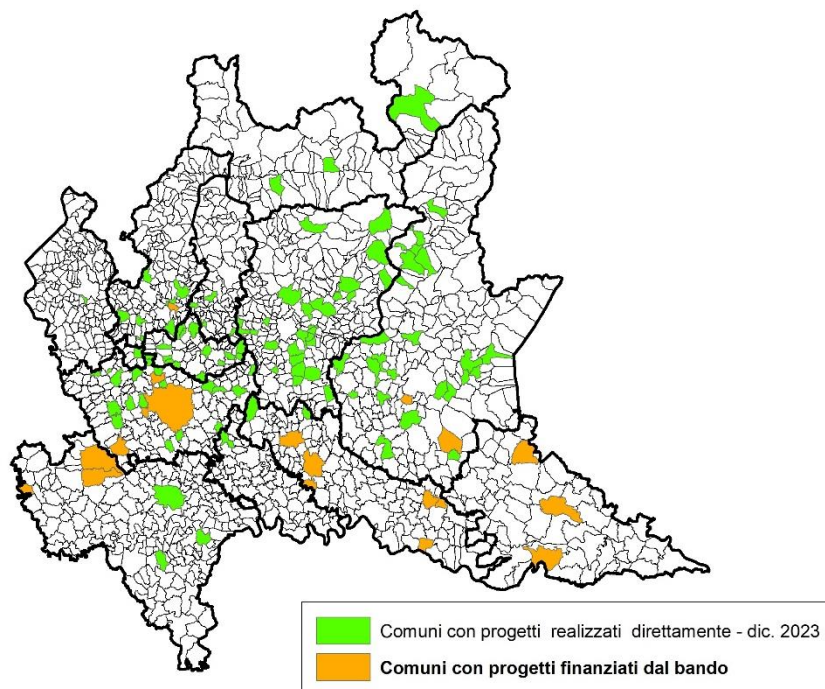 Comuni con progetti realizzati direttamente - dic. 2023
Comuni con progetti finanziati dal bando